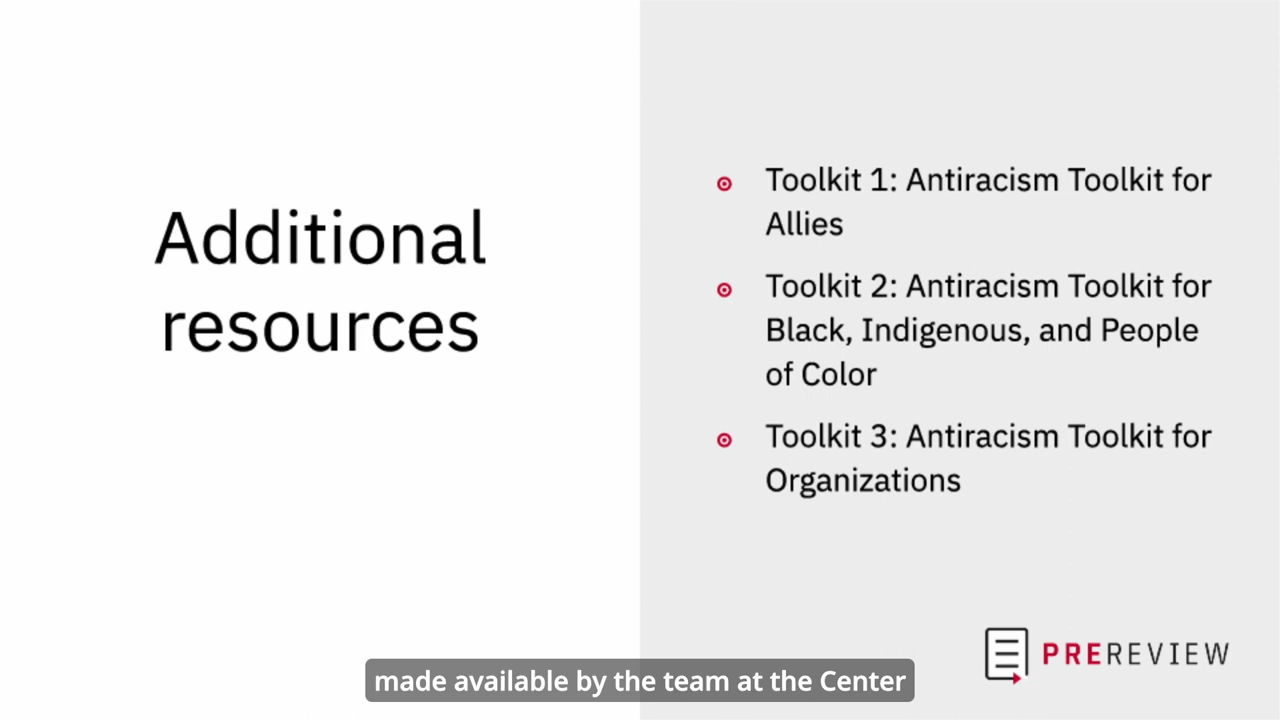 Additional
resources
Toolkit 1: Antiracism Toolkit for
Allies
Toolkit 2: Antiracism Toolkit for
Black, Indigenous, and People
of Color
Toolkit 3: Antiracism Toolkit for
Organizations
PREREVIEW
made available by the team at the Center